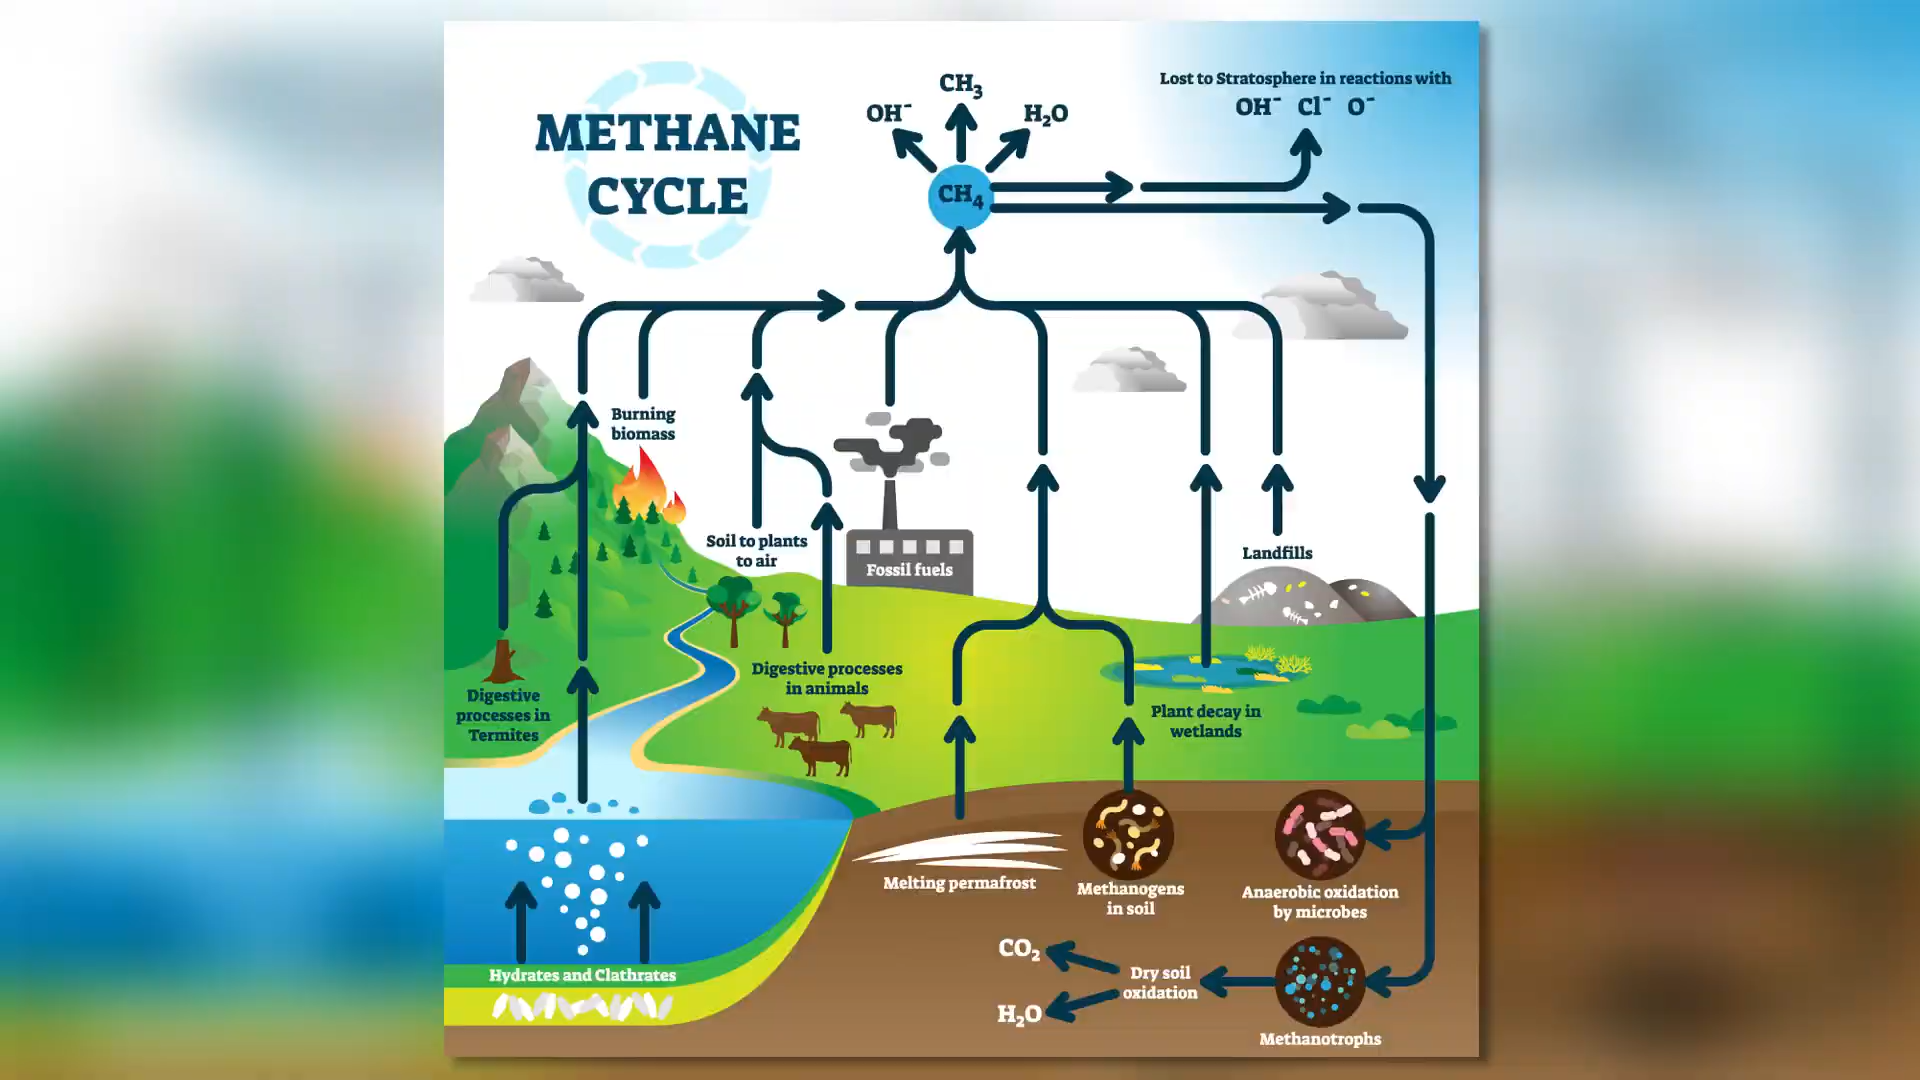 METHANE
CYCLE
CH₃
OH⁻
H₂O
CH₄
Lost to Stratosphere in reactions with
OH⁻ Cl⁻ O⁻
Burning
biomass
Soil to plants
to air
Fossil fuels
Landfills
Digestive
processes in
Termites
Digestive processes
in animals
Plant decay in
wetlands
Melting permafrost
Methanogens
in soil
Anaerobic oxidation
by microbes
Hydrates and Clathrates
CO₂
H₂O
Dry soil
oxidation
Methanotrophs